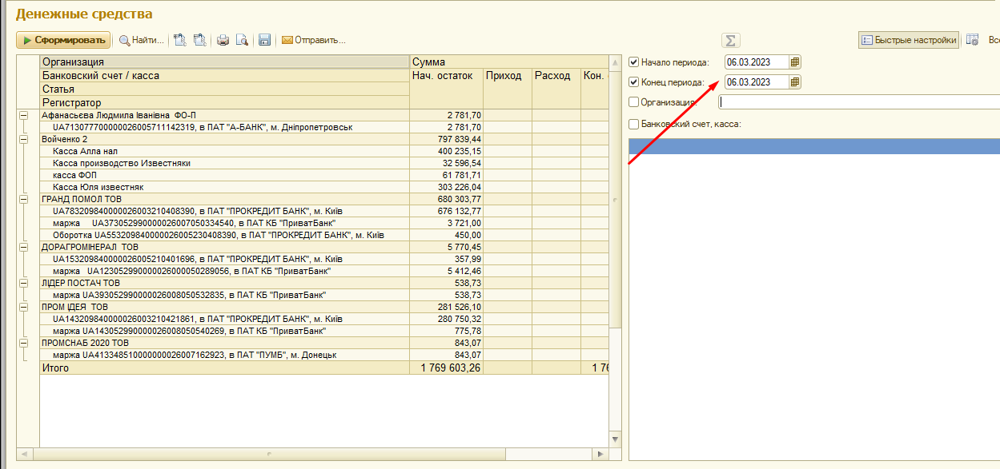 Денежные средства
Сформировать Найти... Отправить... Быстрые настройки Все
Организация Сумма
Банковский счет / касса Нач. остаток Приход Расход Кон.
Статья
Регистратор
Начало периода: 06.03.2023
Конец периода: 06.03.2023
Организация:
Банковский счет, касса:
Афанасьєва Людмила Іванівна ФО-П 2 781,70
UA713077700000026005711142319, в ПАТ "А-БАНК", м. Дніпропетровськ 2 781,70
Войченко 2 797 839,44
Касса Алла нал 400 235,15
Касса производство Известняки 32 596,54
касса ФОП 61 781,71
Касса Юля известняк 303 226,04
ГРАНД ПОМОЛ ТОВ 680 303,77
UA783209840000026003210408390, в ПАТ "ПРОКРЕДИТ БАНК", м. Київ 676 132,77
маржа UA373052990000026007050334540, в ПАТ КБ "ПриватБанк" 3 721,00
Оборотка UA553209840000026005230408390, в ПАТ "ПРОКРЕДИТ БАНК", м. Київ 450,00
ДОРАГРОМІНЕРАЛ ТОВ 5 770,45
UA153209840000026005210401696, в ПАТ "ПРОКРЕДИТ БАНК", м. Київ 357,99
маржа UA123052990000026000050289056, в ПАТ КБ "ПриватБанк" 5 412,46
ЛІДЕР ПОСТАЧ ТОВ 538,73
маржа UA393052990000026008050532835, в ПАТ КБ "ПриватБанк" 538,73
ПРОМ ІДЕЯ ТОВ 281 526,10
UA143209840000026003210421861, в ПАТ "ПРОКРЕДИТ БАНК", м. Київ 280 750,32
маржа UA143052990000026008050540269, в ПАТ КБ "ПриватБанк" 775,78
ПРОМСНАБ 2020 ТОВ 843,07
маржа UA413348510000000026007162923, в ПАТ "ПУМБ", м. Донецьк 843,07
Итого 1 769 603,26 1 76